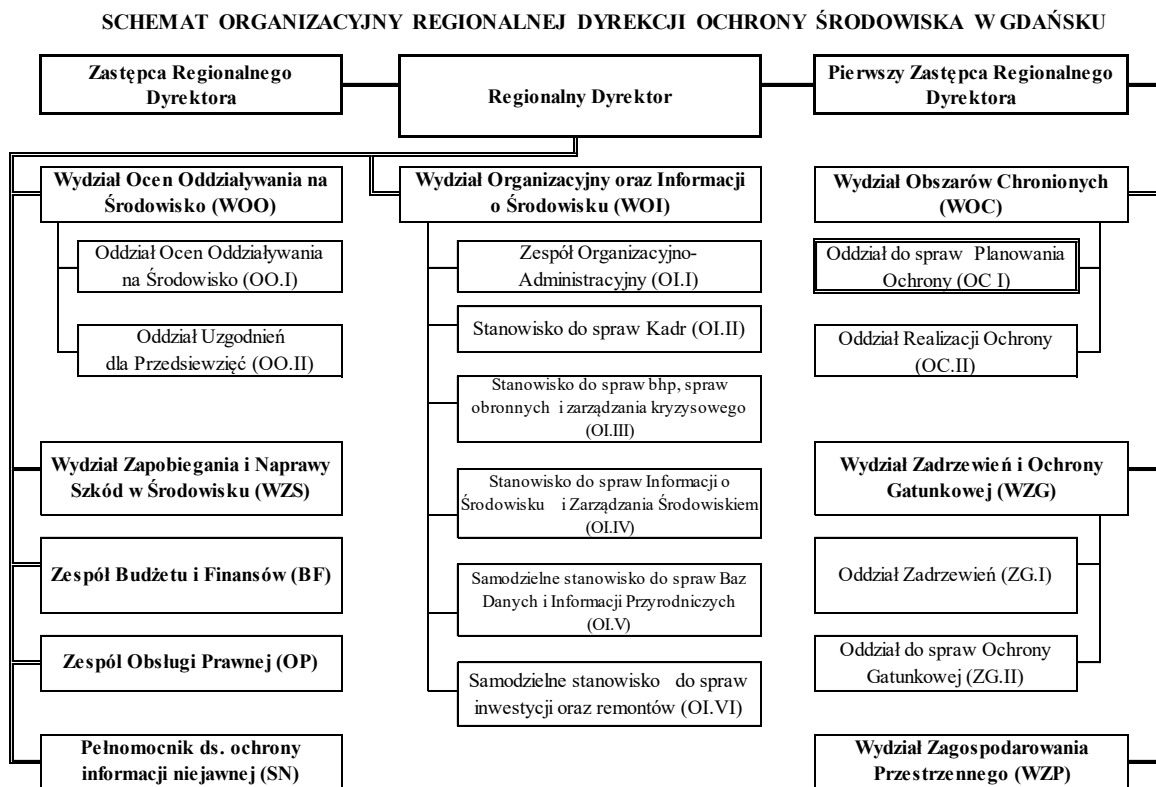 SCHEMAT ORGANIZACYJNY REGIONALNEJ DYREKCJI OCHRONY ŚRODOWISKA W GDAŃSKU
Zastępca Regionalnego
Dyrektora
Regionalny Dyrektor
Pierwszy Zastępca Regionalnego
Dyrektora
Wydział Ocen Oddziaływania na
Środowisko (WOO)
Oddział Ocen Oddziaływania
na Środowisko (OO.I)
Oddział Uzgodnień
dla Przedsiewzięć (OO.II)
Wydział Zapobiegania i Naprawy
Szkód w Środowisku (WZS)
Zespół Budżetu i Finansów (BF)
Zespól Obsługi Prawnej (OP)
Pełnomocnik ds. ochrony
informacji niejawnej (SN)
Wydział Organizacyjny oraz Informacji
o Środowisku (WOI)
Zespół Organizacyjno-
Administracyjny (OI.I)
Stanowisko do spraw Kadr (OI.II)
Stanowisko do spraw bhp, spraw
obronnych i zarządzania kryzysowego
(OI.III)
Stanowisko do spraw Informacji o
Środowisku i Zarządzania Środowiskiem
(OI.IV)
Samodzielne stanowisko do spraw Baz
Danych i Informacji Przyrodniczych
(OI.V)
Samodzielne stanowisko do spraw
inwestycji oraz remontów (OI.VI)
Wydział Obszarów Chronionych
(WOC)
Oddział do spraw Planowania
Ochrony (OC I)
Oddział Realizacji Ochrony
(OC.II)
Wydział Zadrzewień i Ochrony
Gatunkowej (WZG)
Oddział Zadrzewień (ZG.I)
Oddział do spraw Ochrony
Gatunkowej (ZG.II)
Wydział Zagospodarowania
Przestrzennego (WZP)